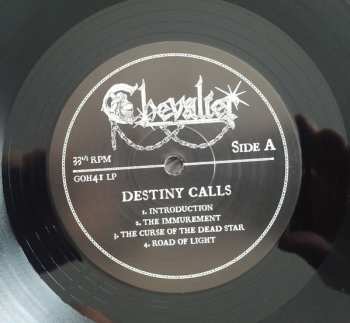 Chevalier
33⅓ RPM
SIDE A
GOH41 LP
DESTINY CALLS
1. INTRODUCTION
2. THE IMMUREMENT
3. THE CURSE OF THE DEAD STAR
4. ROAD OF LIGHT